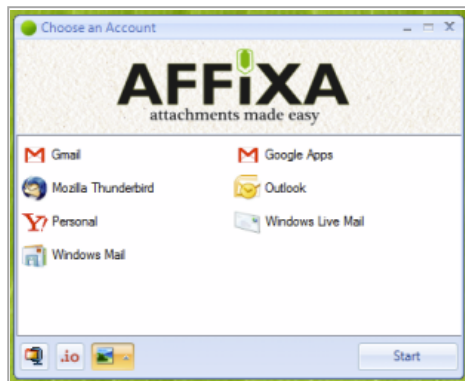 Choose an Account
AFFiXA
attachments made easy
Gmail
Google Apps
Mozilla Thunderbird
Outlook
Y! Personal
Windows Live Mail
Windows Mail
.io
Start